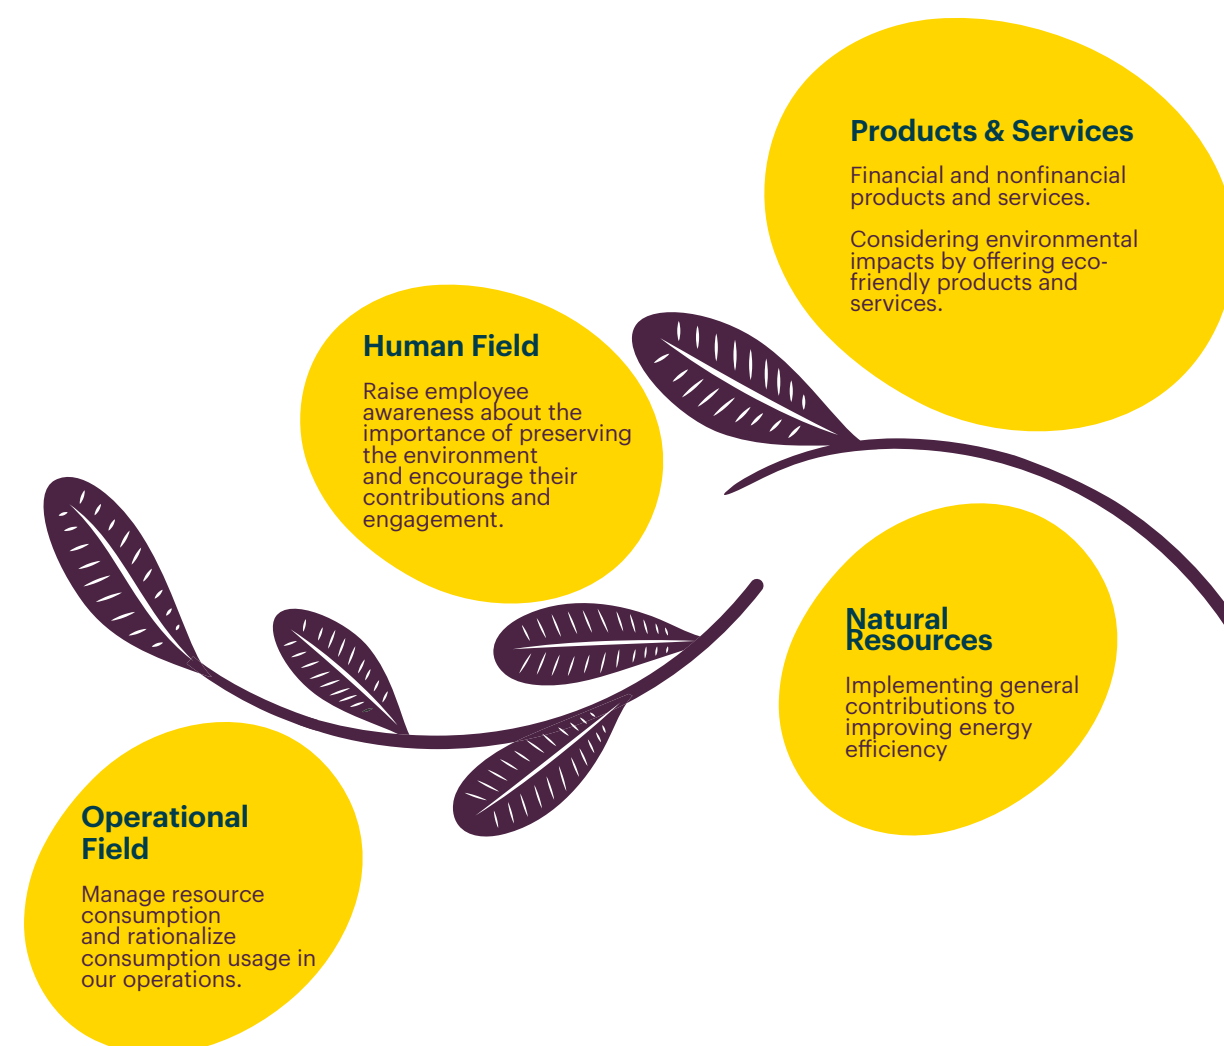 Products & Services
Financial and nonfinancial
products and services.
Considering environmental
impacts by offering eco-
friendly products and
services.
Human Field
Raise employee
awareness about the
importance of preserving
the environment
and encourage their
contributions and
engagement.
Natural
Resources
Implementing general
contributions to
improving energy
efficiency
Operational
Field
Manage resource
consumption
and rationalize
consumption usage in
our operations.